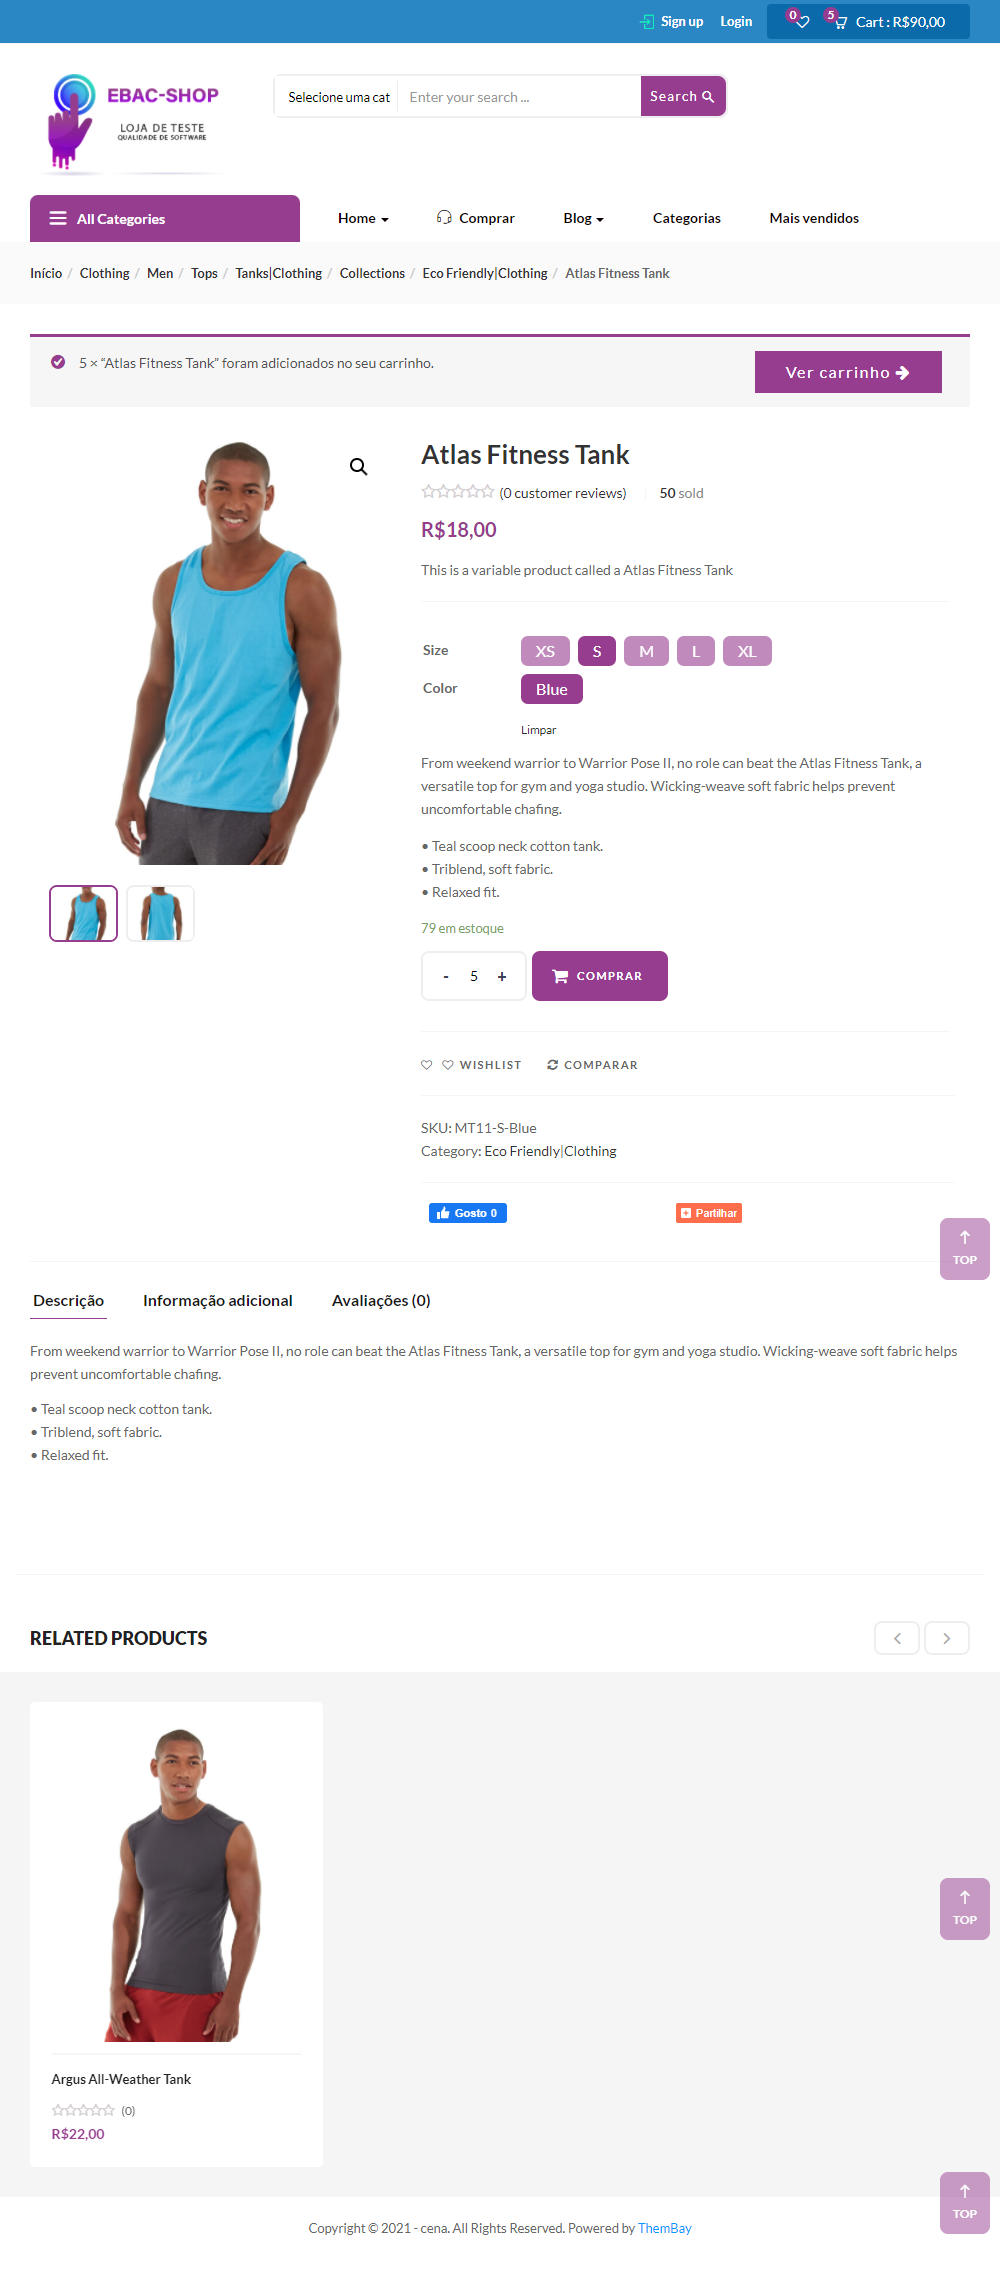 Sign up
Login
0
5
Cart : R$90,00
EBAC-SHOP
LOJA DE TESTE
QUALIDADE DE SOFTWARE
Selecione uma cat
Enter your search ...
Search
All Categories
Home
Comprar
Blog
Categorias
Mais vendidos
Início / Clothing / Men / Tops / Tanks|Clothing / Collections / Eco Friendly|Clothing / Atlas Fitness Tank
5 × “Atlas Fitness Tank” foram adicionados no seu carrinho.
Ver carrinho
Atlas Fitness Tank
(0 customer reviews)
50 sold
R$18,00
This is a variable product called a Atlas Fitness Tank
Size
XS
S
M
L
XL
Color
Blue
Limpar
From weekend warrior to Warrior Pose II, no role can beat the Atlas Fitness Tank, a
versatile top for gym and yoga studio. Wicking-weave soft fabric helps prevent
uncomfortable chafing.
• Teal scoop neck cotton tank.
• Triblend, soft fabric.
• Relaxed fit.
79 em estoque
- 5 +
COMPRAR
WISHLIST
COMPARAR
SKU: MT11-S-Blue
Category: Eco Friendly|Clothing
Gosto 0
Partilhar
TOP
Descrição
Informação adicional
Avaliações (0)
From weekend warrior to Warrior Pose II, no role can beat the Atlas Fitness Tank, a versatile top for gym and yoga studio. Wicking-weave soft fabric helps
prevent uncomfortable chafing.
• Teal scoop neck cotton tank.
• Triblend, soft fabric.
• Relaxed fit.
RELATED PRODUCTS
TOP
Argus All-Weather Tank
(0)
R$22,00
TOP
Copyright © 2021 - cena. All Rights Reserved. Powered by ThemBay